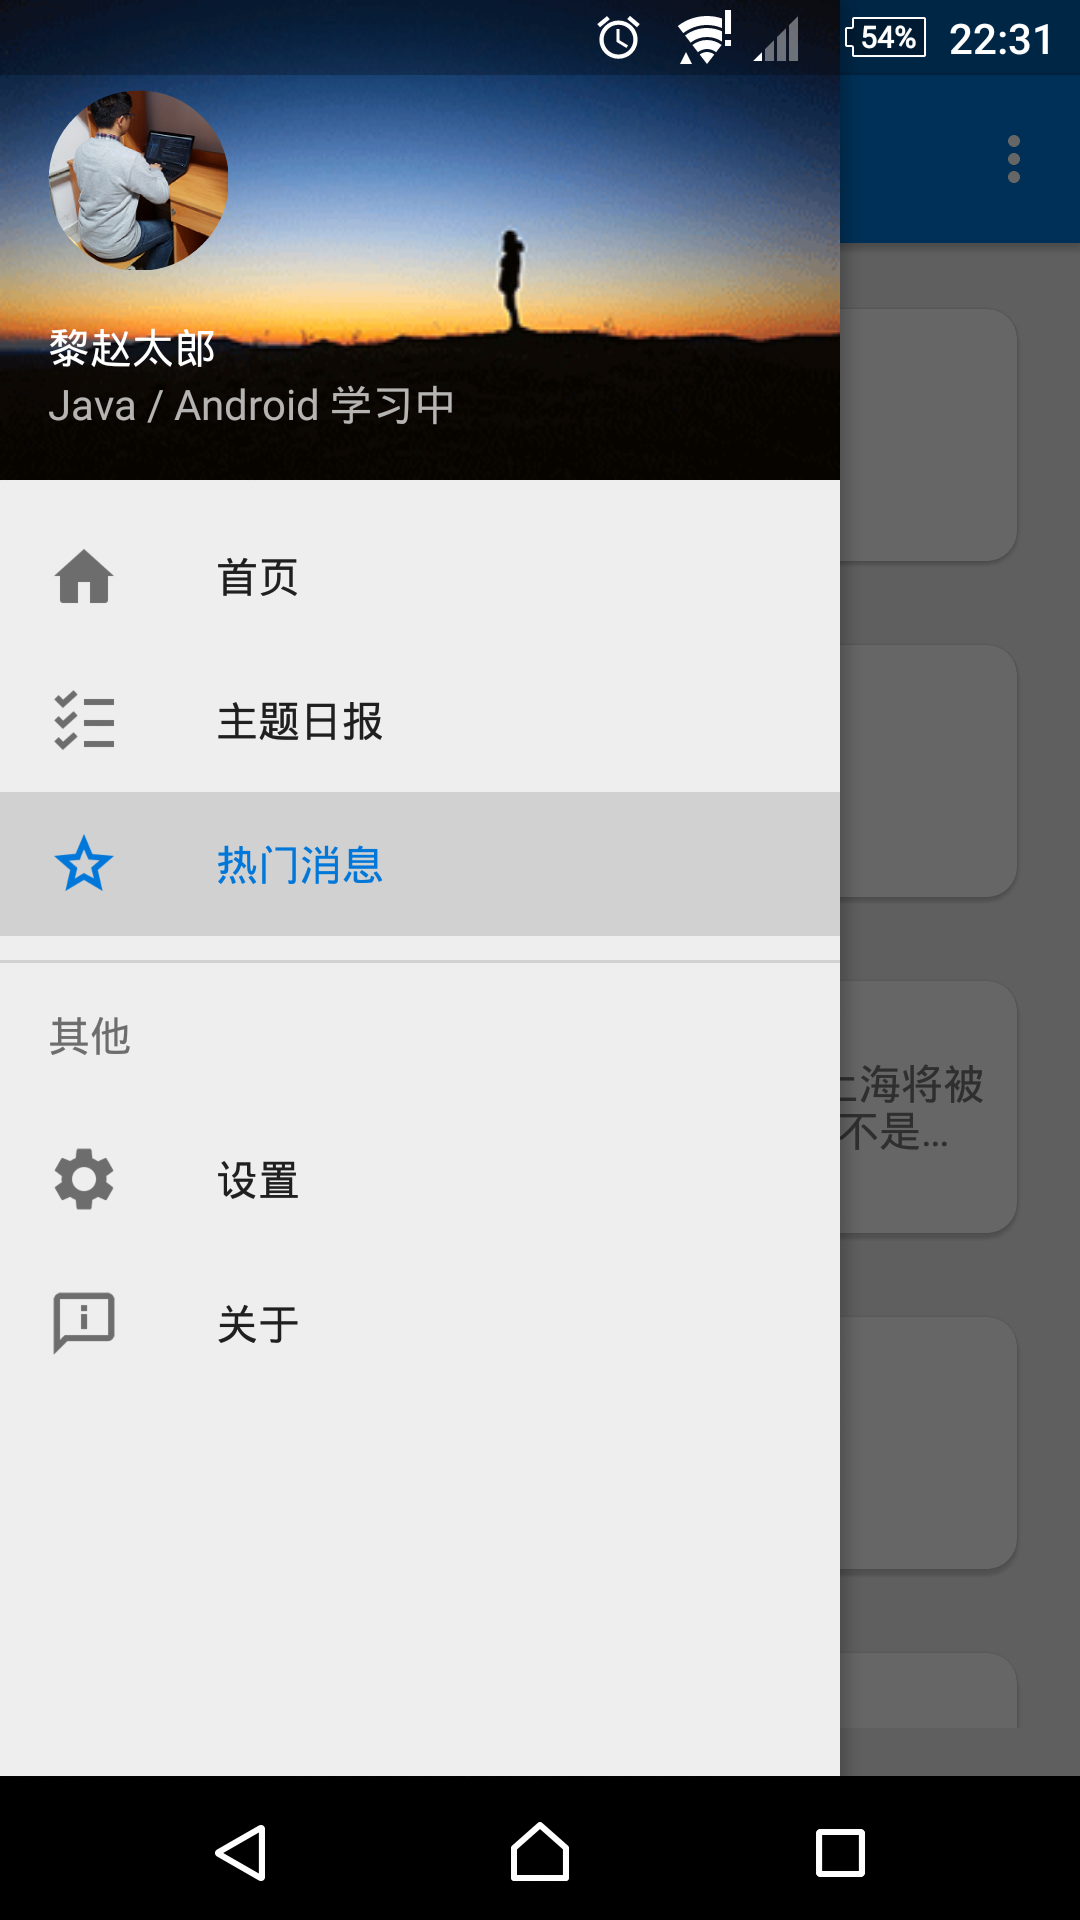 54% 22:31
黎赵太郎
Java / Android 学习中
首页
主题日报
热门消息
其他
海将被
不是...
设置
关于